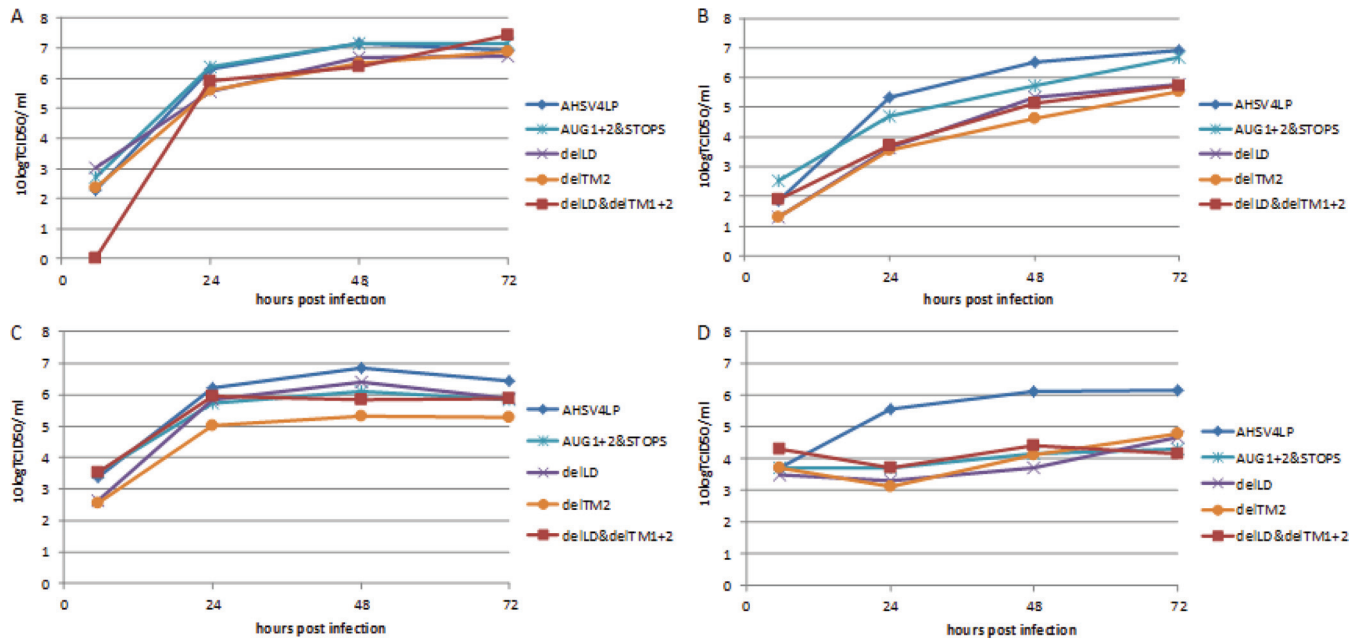 A
8
7
6
5
4
3
2
1
0
10logTCID50/ml
0 24 48 72
hours post infection
AHSV4LP
AUG1+2&STOPS
delLD
delTM2
delLD&delTM1+2
B
8
7
6
5
4
3
2
1
0
10logTCID50/ml
0 24 48 72
hours post infection
AHSV4LP
AUG1+2&STOPS
delLD
delTM2
delLD&delTM1+2
C
8
7
6
5
4
3
2
1
0
10logTCID50/ml
0 24 48 72
hours post infection
AHSV4LP
AUG1+2&STOPS
delLD
delTM2
delLD&delTM1+2
D
8
7
6
5
4
3
2
1
0
10logTCID50/ml
0 24 48 72
hours post infection
AHSV4LP
AUG1+2&STOPS
delLD
delTM2
delLD&delTM1+2